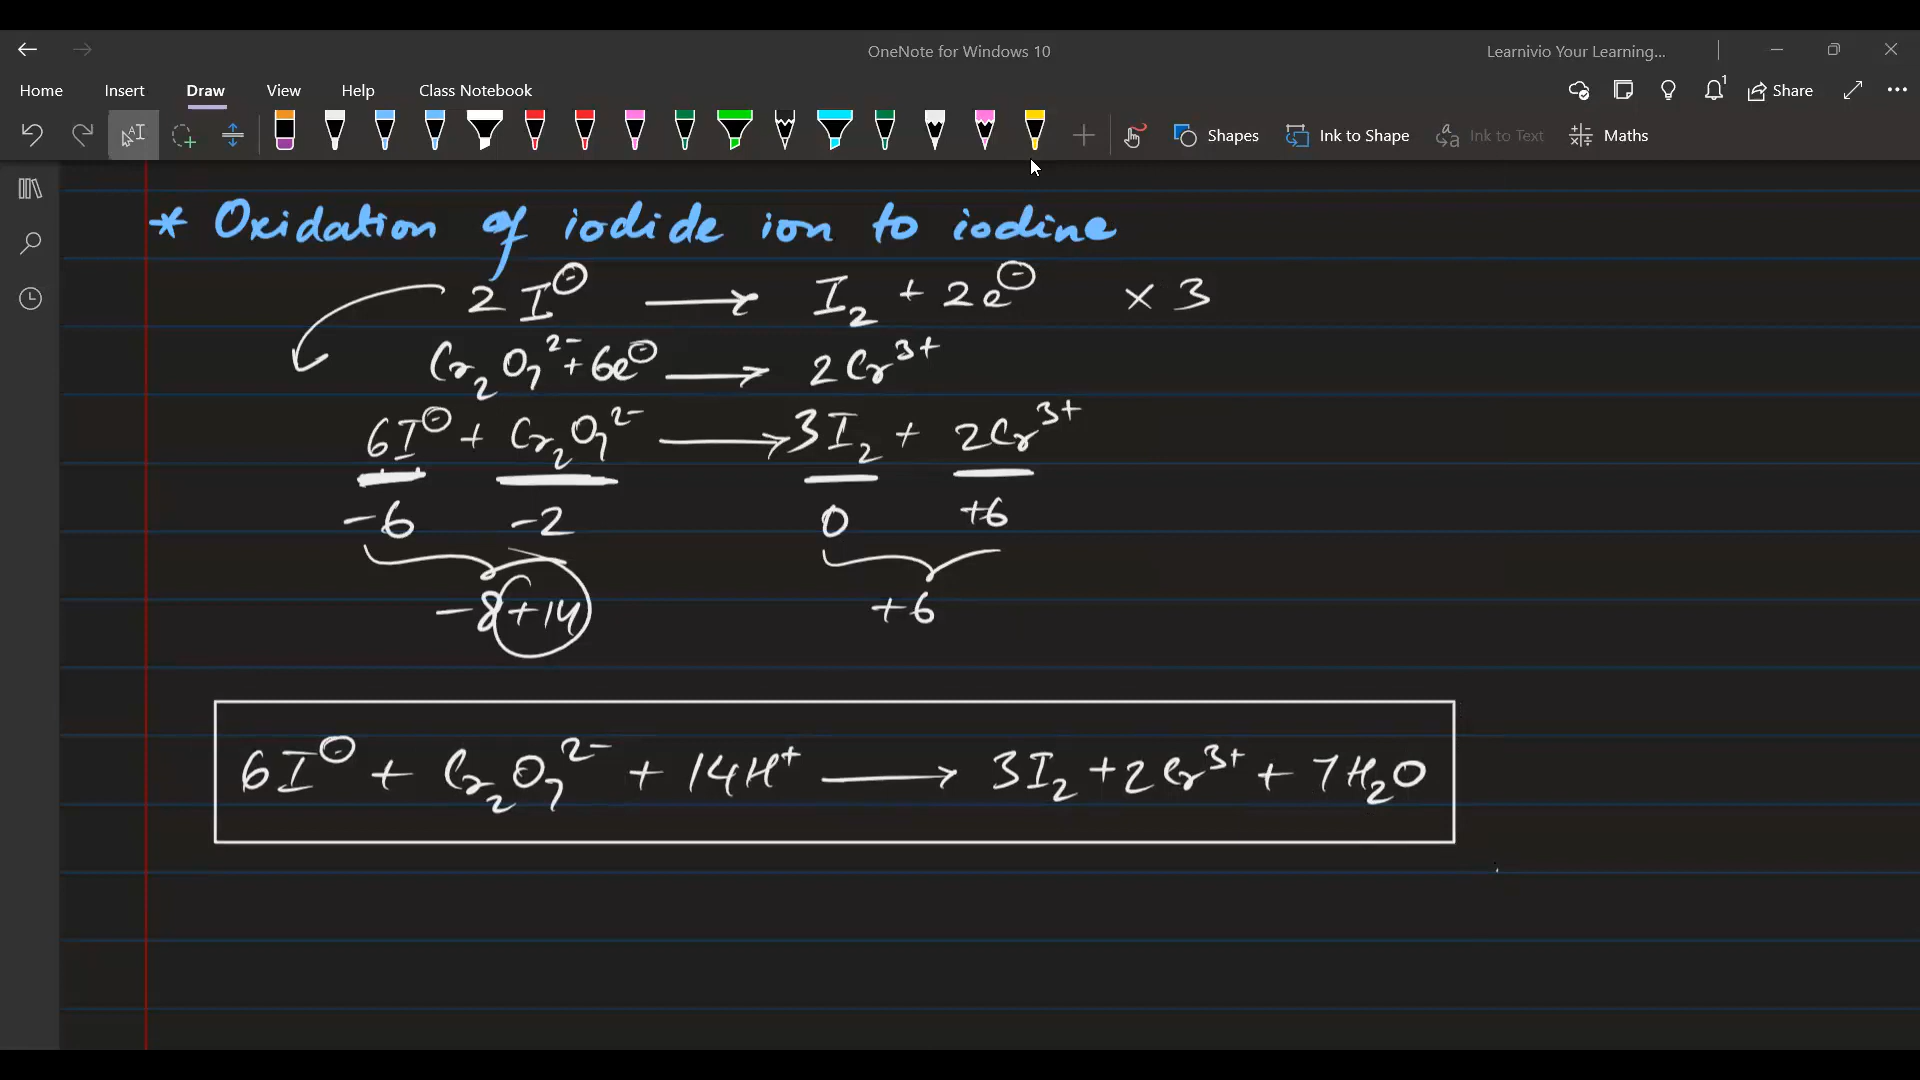 OneNote for Windows 10
Learnivio Your Learning...
Home Insert Draw View Help Class Notebook
1
Share
Shapes Ink to Shape Ink to Text Maths
* Oxidation of iodide ion to iodine
2I⊖ ⟶ I₂ + 2e⊖ × 3
Cr₂O₇²⁻ + 6e⊖ ⟶ 2Cr³⁺
6I⊖ + Cr₂O₇²⁻ ⟶ 3I₂ + 2Cr³⁺
-6 -2 0 +6
-8+14 +6
6I⊖ + Cr₂O₇²⁻ + 14H⁺ ⟶ 3I₂ + 2Cr³⁺ + 7H₂O